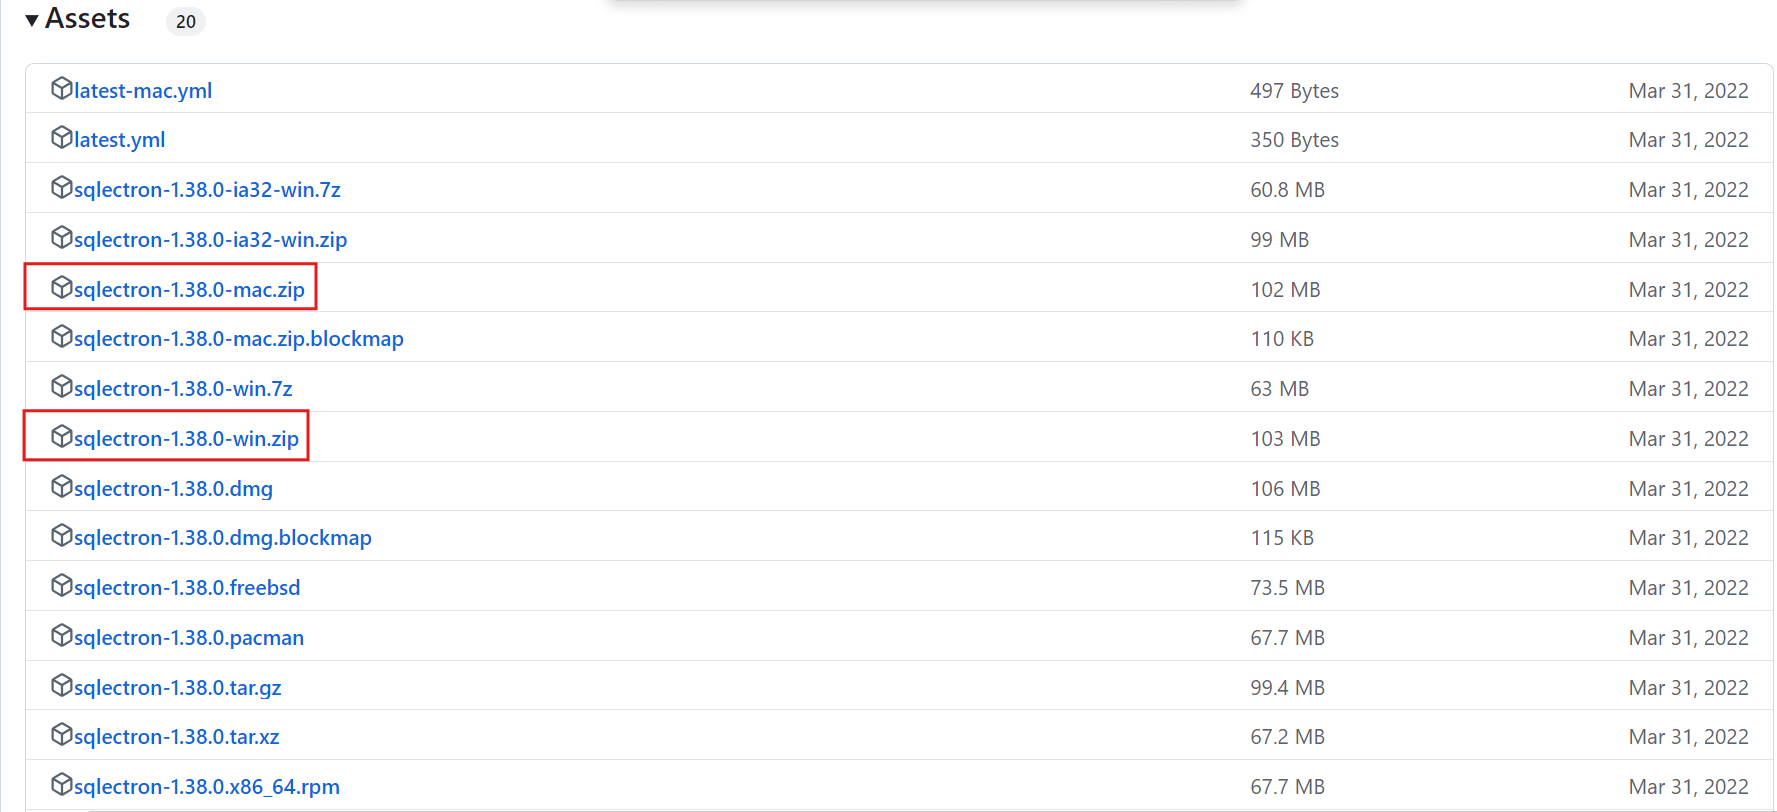 ▼ Assets 20
latest-mac.yml 497 Bytes Mar 31, 2022
latest.yml 350 Bytes Mar 31, 2022
sqlectron-1.38.0-ia32-win.7z 60.8 MB Mar 31, 2022
sqlectron-1.38.0-ia32-win.zip 99 MB Mar 31, 2022
sqlectron-1.38.0-mac.zip 102 MB Mar 31, 2022
sqlectron-1.38.0-mac.zip.blockmap 110 KB Mar 31, 2022
sqlectron-1.38.0-win.7z 63 MB Mar 31, 2022
sqlectron-1.38.0-win.zip 103 MB Mar 31, 2022
sqlectron-1.38.0.dmg 106 MB Mar 31, 2022
sqlectron-1.38.0.dmg.blockmap 115 KB Mar 31, 2022
sqlectron-1.38.0.freebsd 73.5 MB Mar 31, 2022
sqlectron-1.38.0.pacman 67.7 MB Mar 31, 2022
sqlectron-1.38.0.tar.gz 99.4 MB Mar 31, 2022
sqlectron-1.38.0.tar.xz 67.2 MB Mar 31, 2022
sqlectron-1.38.0.x86_64.rpm 67.7 MB Mar 31, 2022